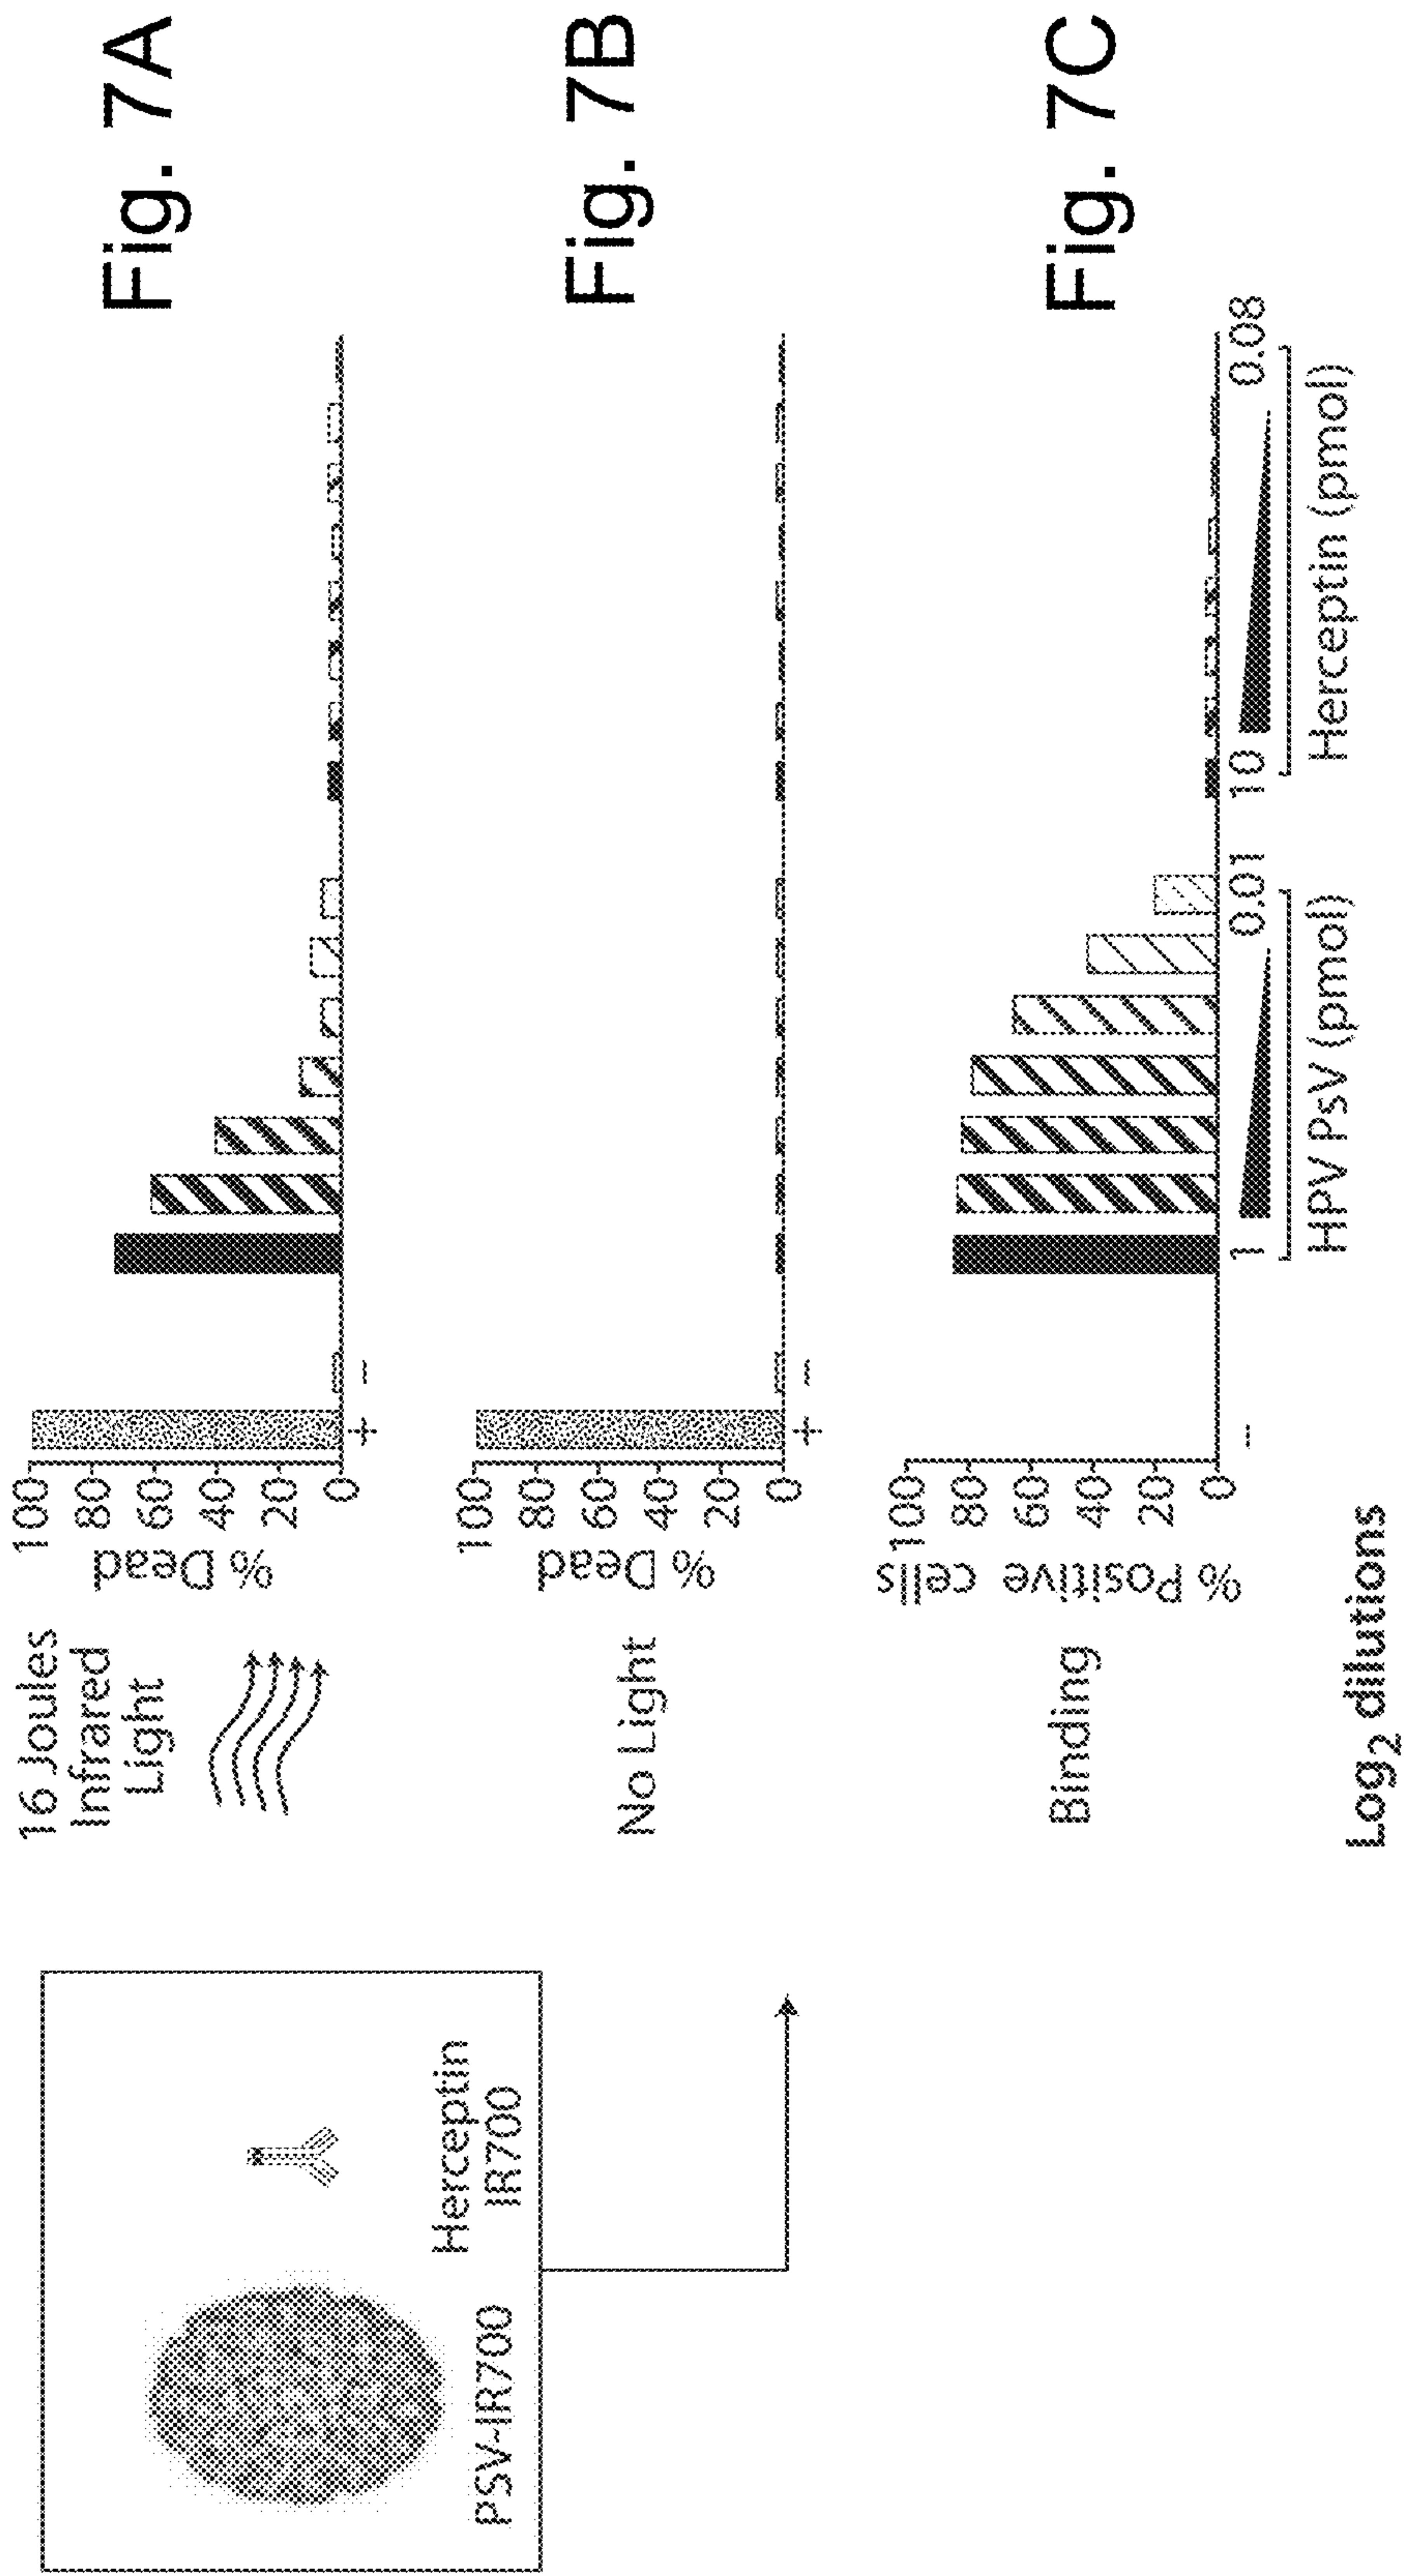 PSV-IR700
Herceptin
IR700
16 Joules
Infrared
Light
% Dead
100
80
60
40
20
0
+
-
Fig. 7A
No Light
% Dead
100
80
60
40
20
0
+
-
Fig. 7B
Binding
% Positive cells
100
80
60
40
20
0
-
1
0.01
10
0.08
HPV PsV (pmol)
Herceptin (pmol)
Log₂ dilutions
Fig. 7C